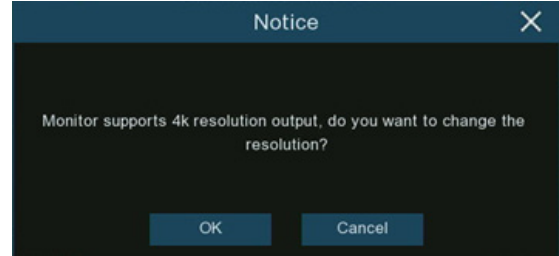 Notice
Monitor supports 4k resolution output, do you want to change the
resolution?
OK
Cancel